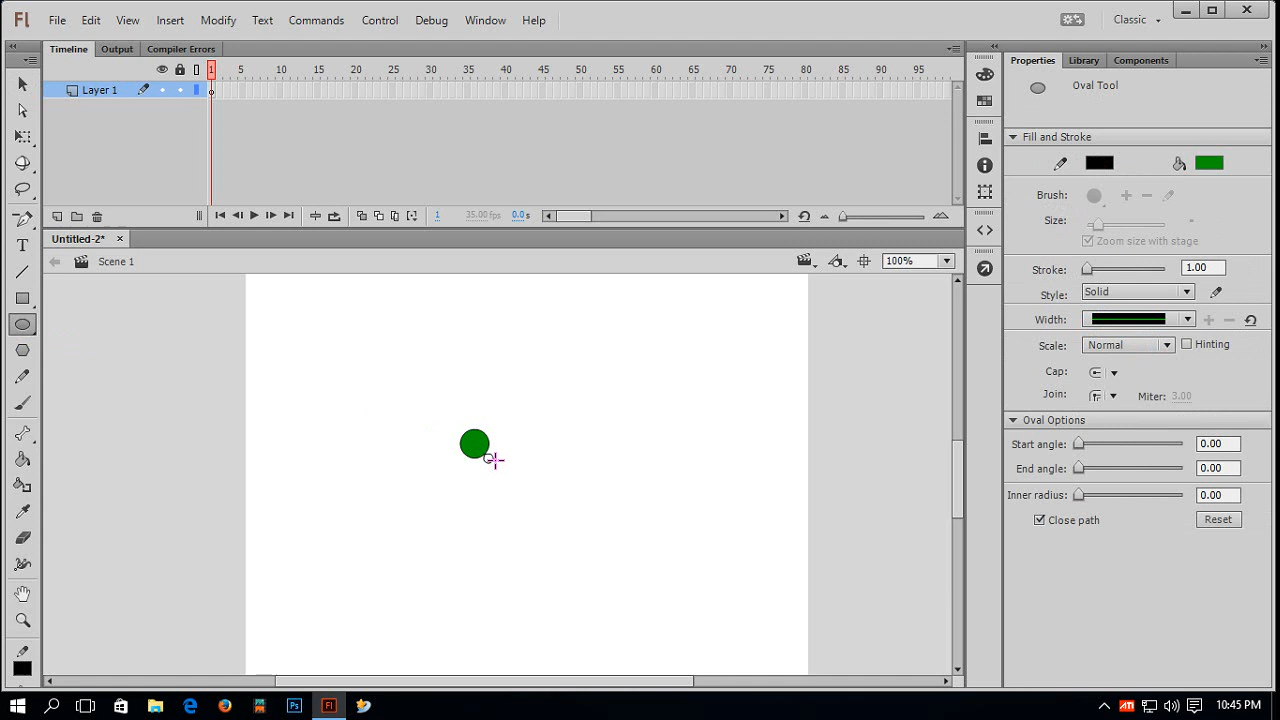 Fl File Edit View Insert Modify Text Commands Control Debug Window Help Classic
Timeline Output Compiler Errors
1 5 10 15 20 25 30 35 40 45 50 55 60 65 70 75 80 85 90 95
Layer 1
1 35.00 fps 0.0 s
Untitled-2* ×
Scene 1
100%
Properties Library Components
Oval Tool
Fill and Stroke
Brush:
Size:
Zoom size with stage
Stroke: 1.00
Style: Solid
Width:
Scale: Normal Hinting
Cap:
Join: Miter: 3.00
Oval Options
Start angle: 0.00
End angle: 0.00
Inner radius: 0.00
Close path Reset
Ps Fl ATI 10:45 PM